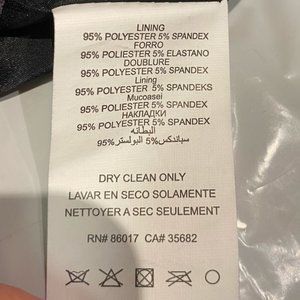 LINING
95% POLYESTER 5% SPANDEX
FORRO
95% POLIESTER 5% ELASTANO
DOUBLURE
95% POLYESTER 5% SPANDEX
Lining
95% POLYESTER 5% SPANDEKS
Mucoasei
95% POLYESTER 5% SPANDEX
НАКЛАДКИ
95% POLYESTER 5% SPANDEX
البطانه
سباندكس %5 البولستر %95
DRY CLEAN ONLY
LAVAR EN SECO SOLAMENTE
NETTOYER A SEC SEULEMENT
RN# 86017 CA# 35682